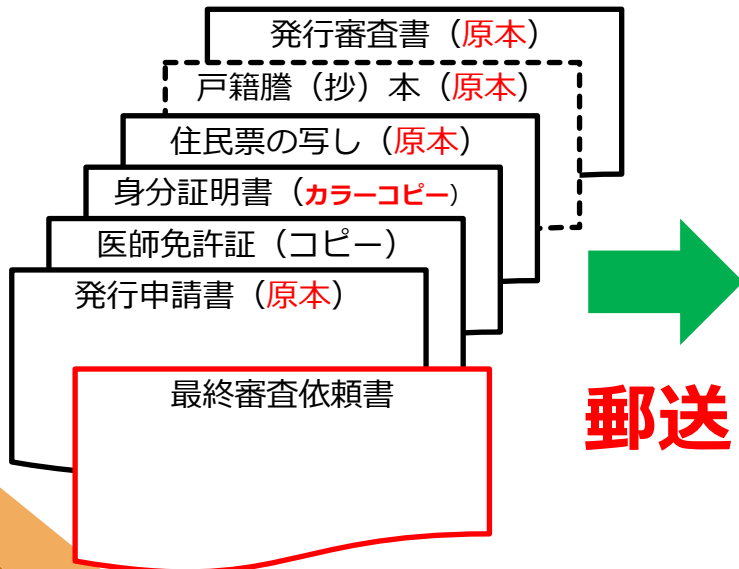 発行審査書（原本）
戸籍謄（抄）本（原本）
住民票の写し（原本）
身分証明書（カラーコピー）
医師免許証（コピー）
発行申請書（原本）
最終審査依頼書
郵送